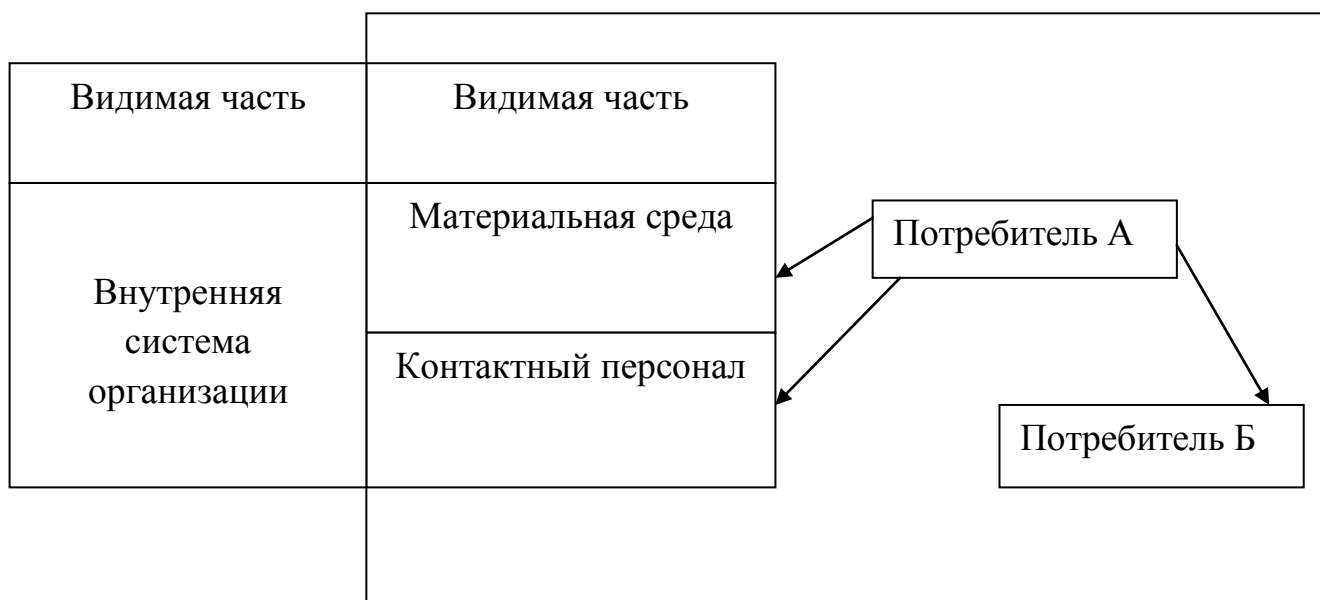 Видимая часть
Видимая часть
Внутренняя
система
организации
Материальная среда
Контактный персонал
Потребитель А
Потребитель Б